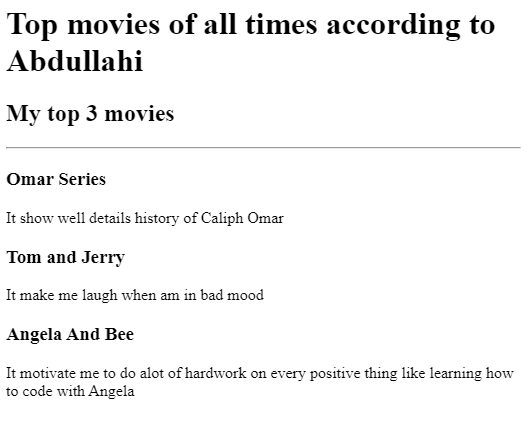 Top movies of all times according to
Abdullahi
My top 3 movies
Omar Series
It show well details history of Caliph Omar
Tom and Jerry
It make me laugh when am in bad mood
Angela And Bee
It motivate me to do alot of hardwork on every positive thing like learning how
to code with Angela